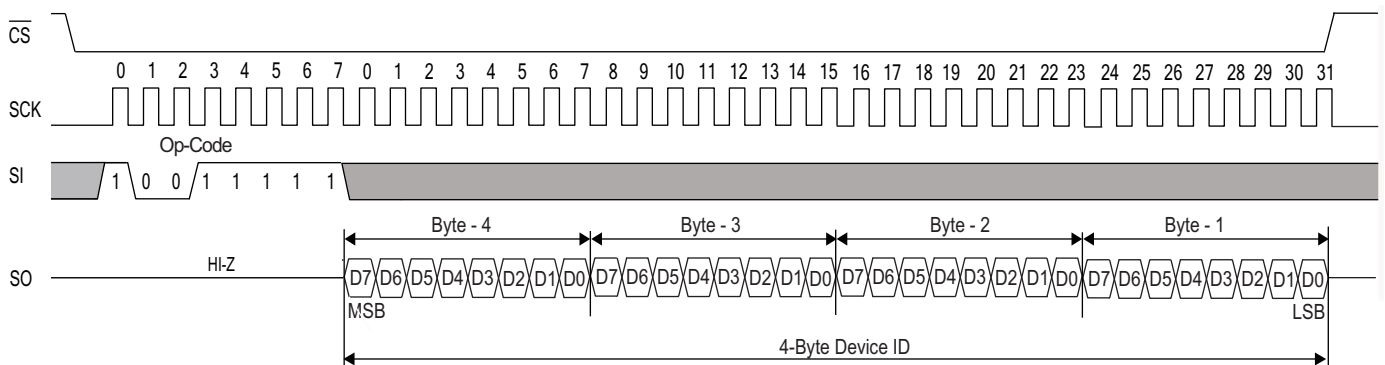 CS
0 1 2 3 4 5 6 7 0 1 2 3 4 5 6 7 8 9 10 11 12 13 14 15 16 17 18 19 20 21 22 23 24 25 26 27 28 29 30 31
SCK
Op-Code
SI 1 0 0 1 1 1 1 1
Byte - 4 Byte - 3 Byte - 2 Byte - 1
SO HI-Z D7 D6 D5 D4 D3 D2 D1 D0 D7 D6 D5 D4 D3 D2 D1 D0 D7 D6 D5 D4 D3 D2 D1 D0 D7 D6 D5 D4 D3 D2 D1 D0
MSB LSB
4-Byte Device ID